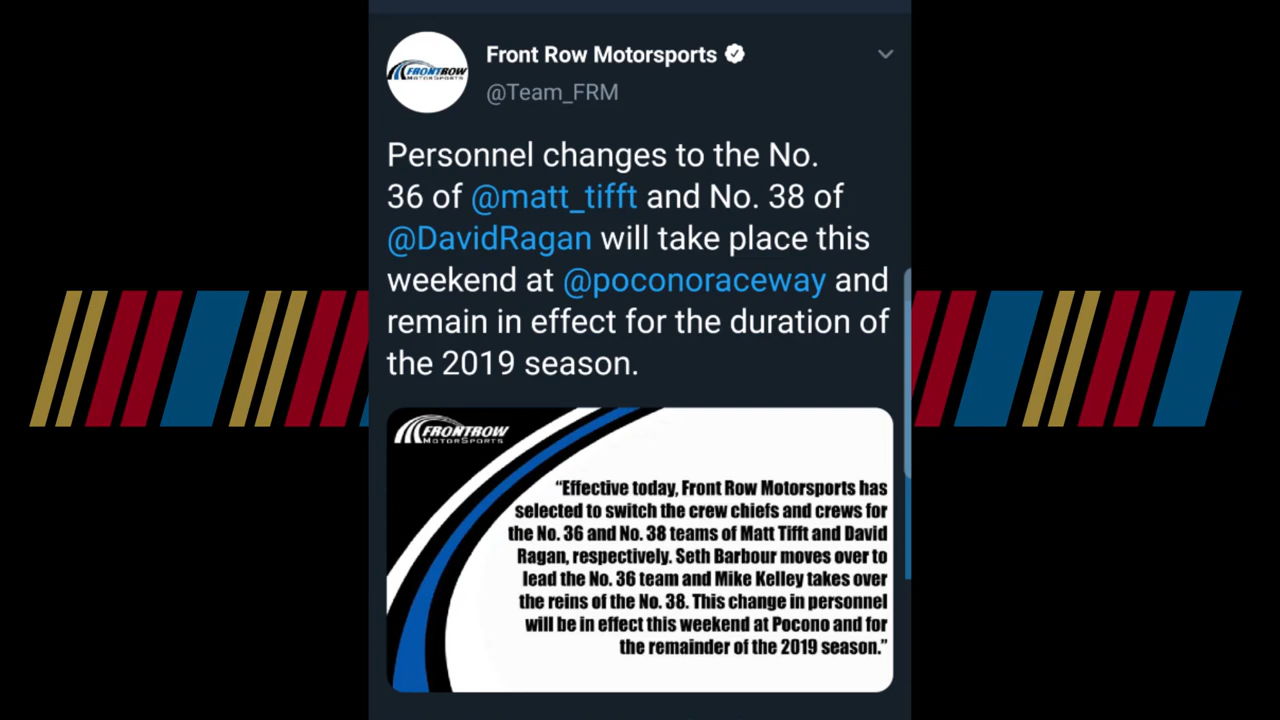 FRONTROW
MOTORSPORTS
Front Row Motorsports
@Team_FRM
Personnel changes to the No.
36 of @matt_tifft and No. 38 of
@DavidRagan will take place this
weekend at @poconoraceway and
remain in effect for the duration of
the 2019 season.
FRONTROW
MOTORSPORTS
“Effective today, Front Row Motorsports has
selected to switch the crew chiefs and crews for
the No. 36 and No. 38 teams of Matt Tifft and David
Ragan, respectively. Seth Barbour moves over to
lead the No. 36 team and Mike Kelley takes over
the reins of the No. 38. This change in personnel
will be in effect this weekend at Pocono and for
the remainder of the 2019 season.”